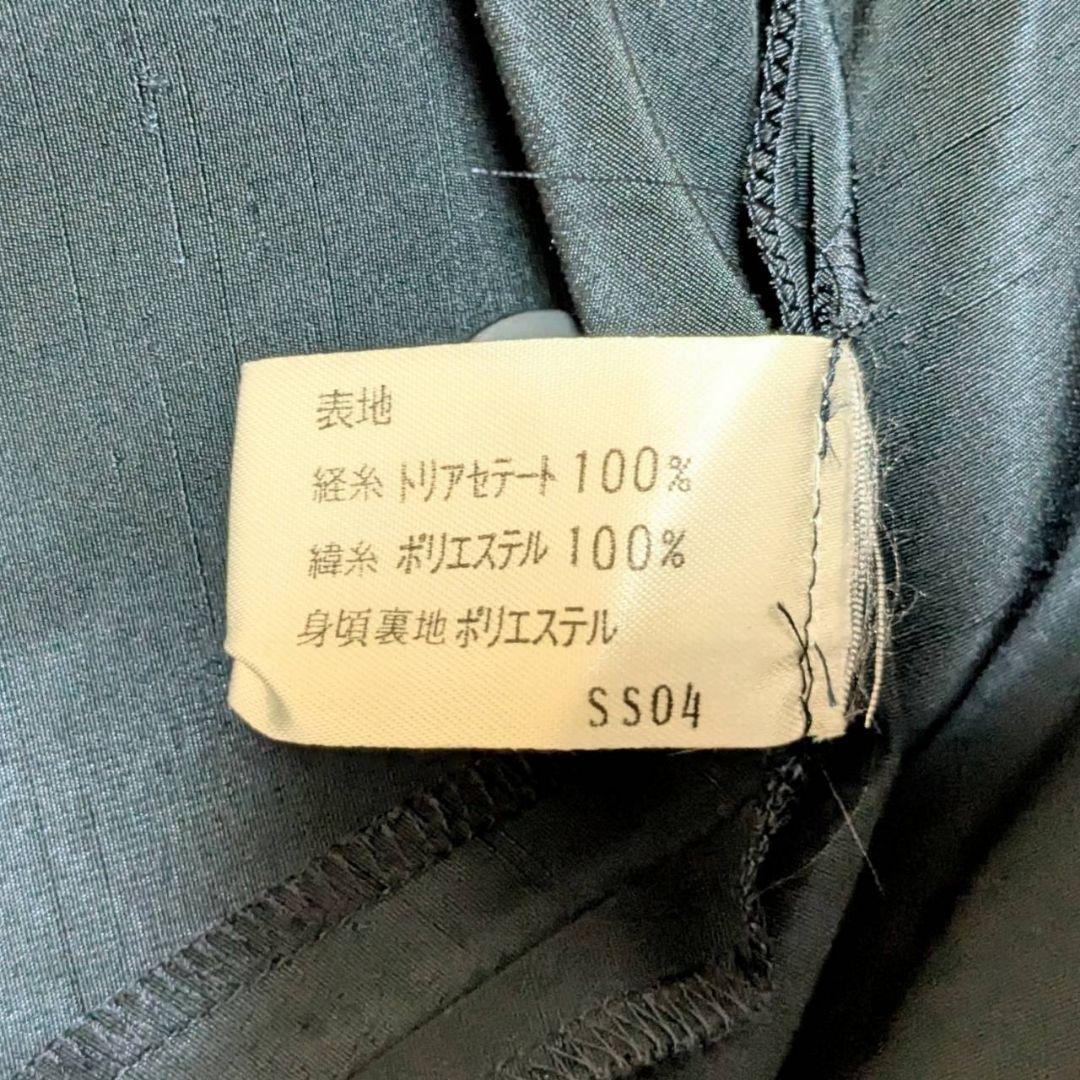 表地
経糸 トリアセテート 100%
緯糸 ポリエステル 100%
身頃裏地 ポリエステル
SS04